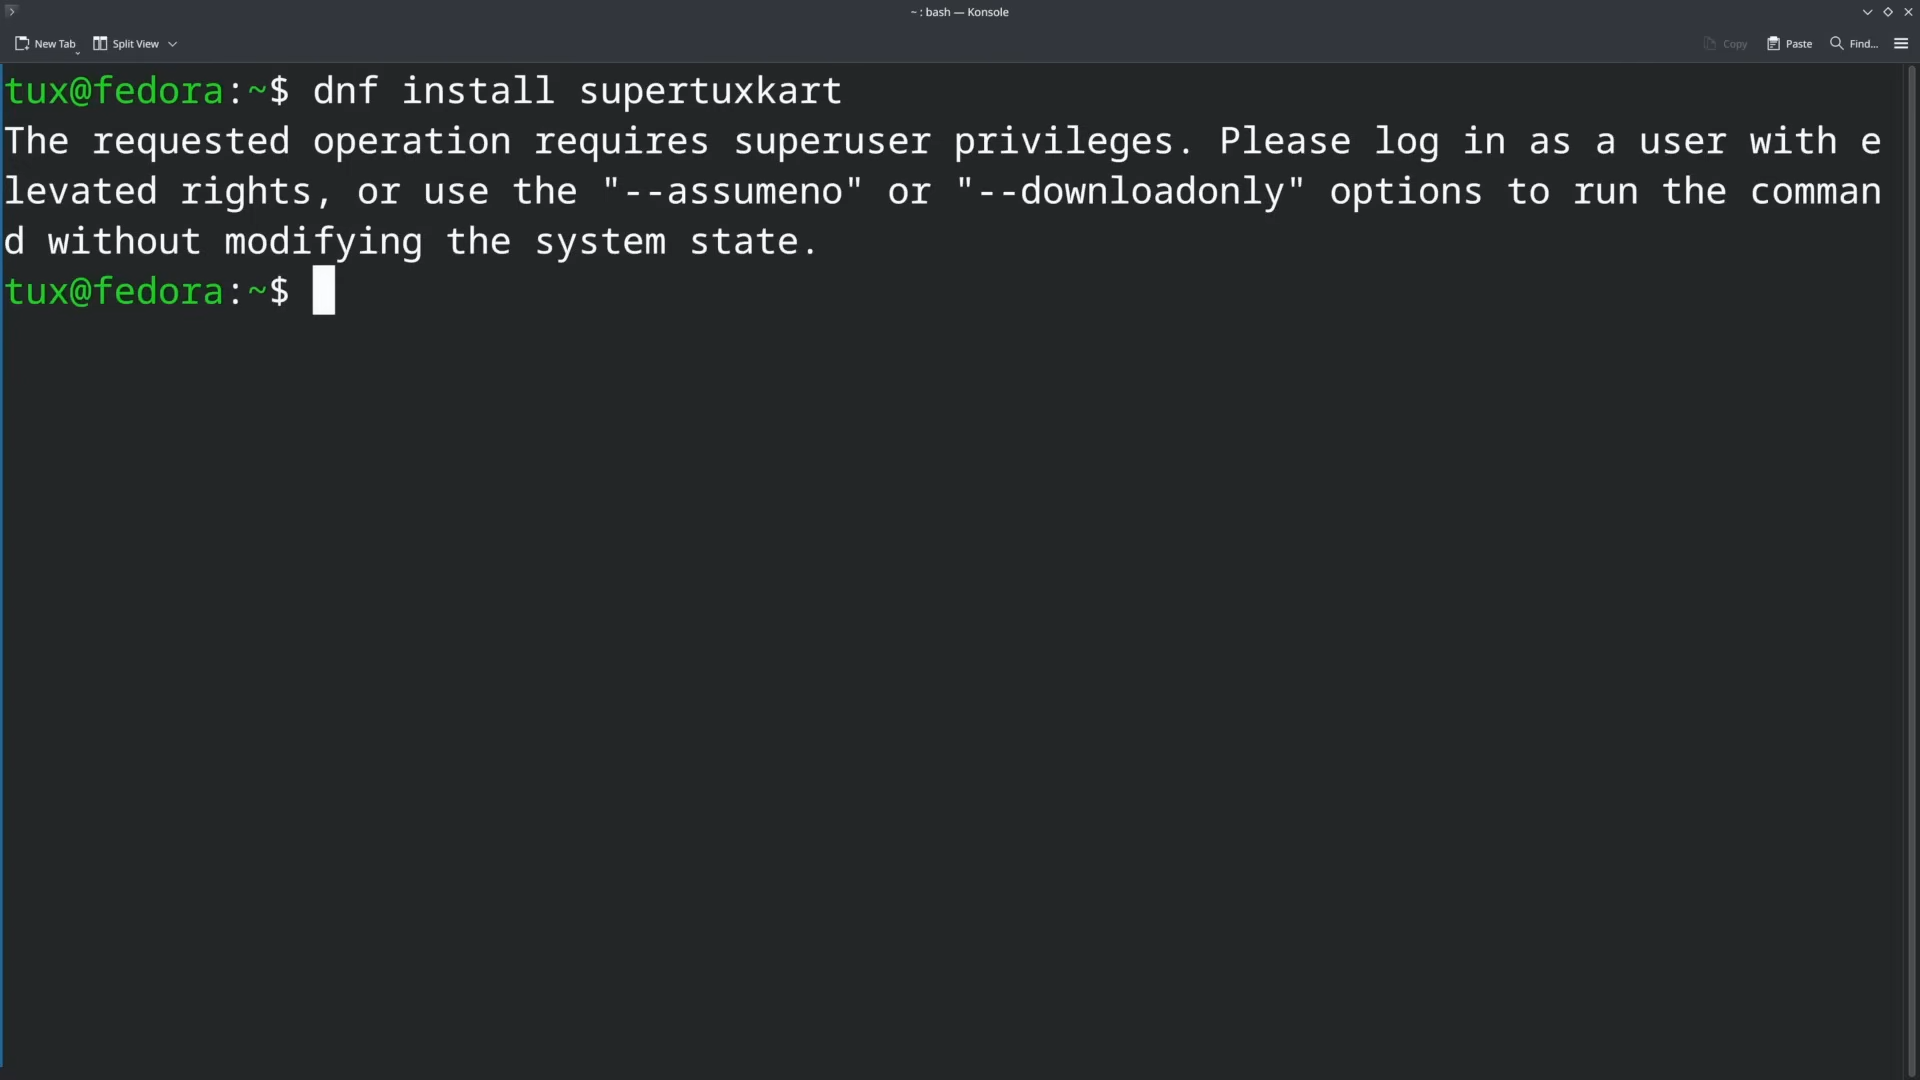 ~ : bash — Konsole
New Tab Split View Copy Paste Find...
tux@fedora:~$ dnf install supertuxkart
The requested operation requires superuser privileges. Please log in as a user with e
levated rights, or use the "--assumeno" or "--downloadonly" options to run the comman
d without modifying the system state.
tux@fedora:~$